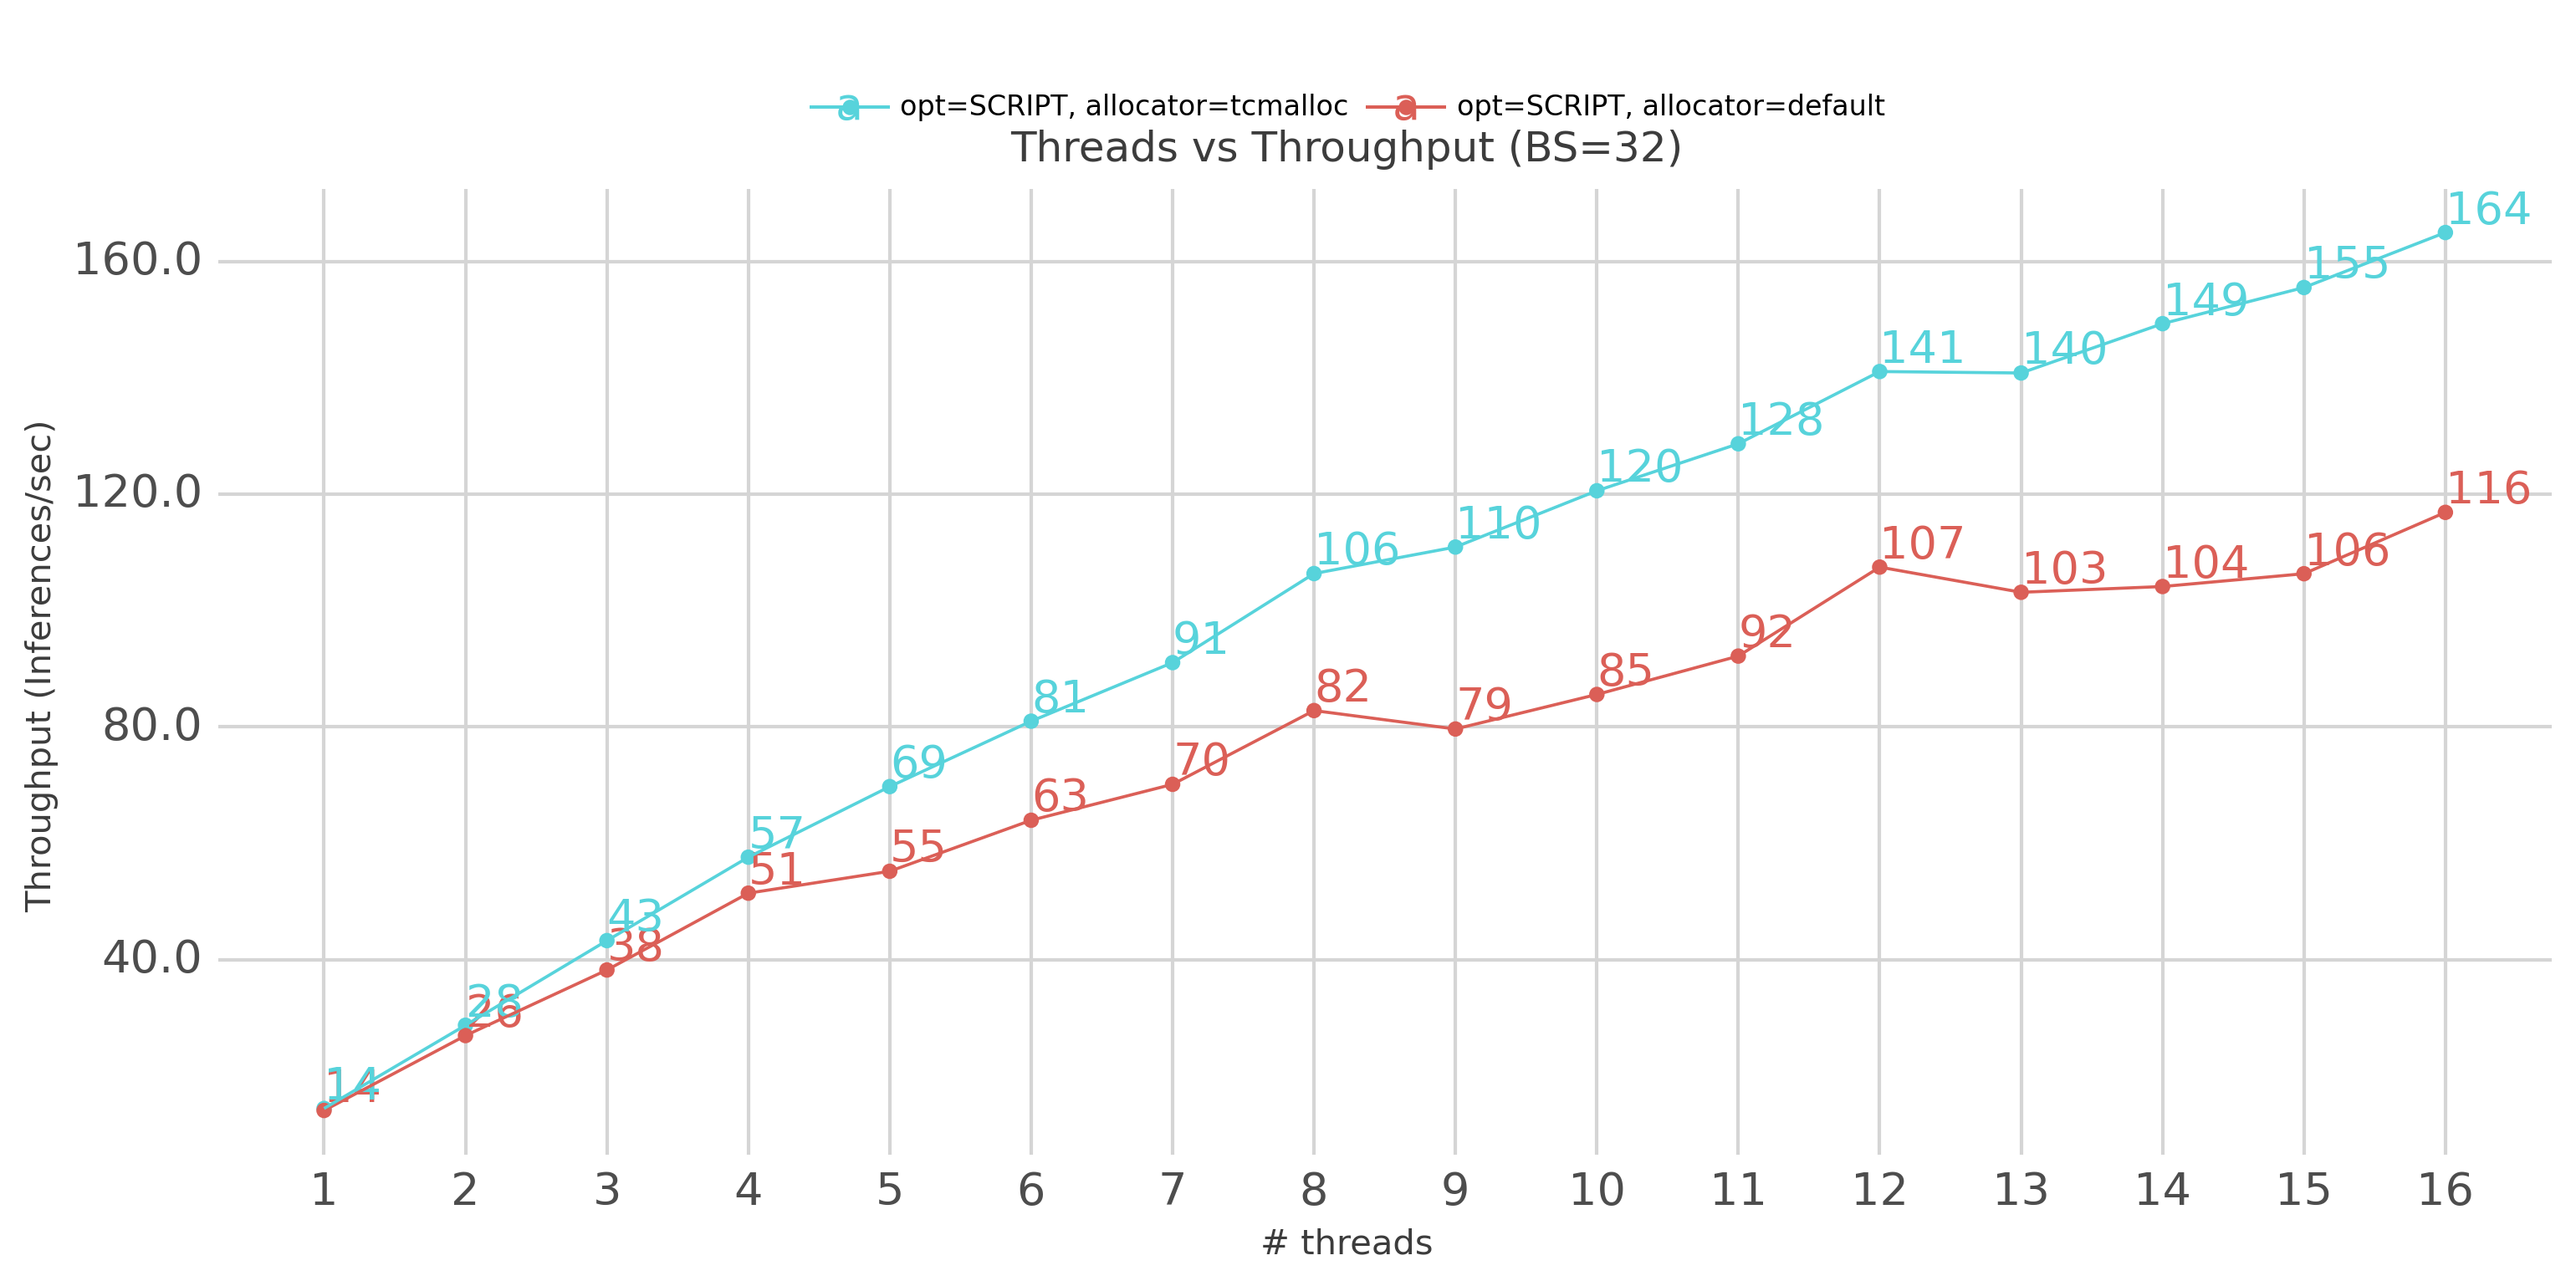 a opt=SCRIPT, allocator=tcmalloc a opt=SCRIPT, allocator=default
Threads vs Throughput (BS=32)
Throughput (Inferences/sec)
160.0
120.0
80.0
40.0
14 28 43 57 69 81 91 106 110 120 128 141 140 149 155 164
14 26 38 51 55 63 70 82 79 85 92 107 103 104 106 116
1 2 3 4 5 6 7 8 9 10 11 12 13 14 15 16
# threads